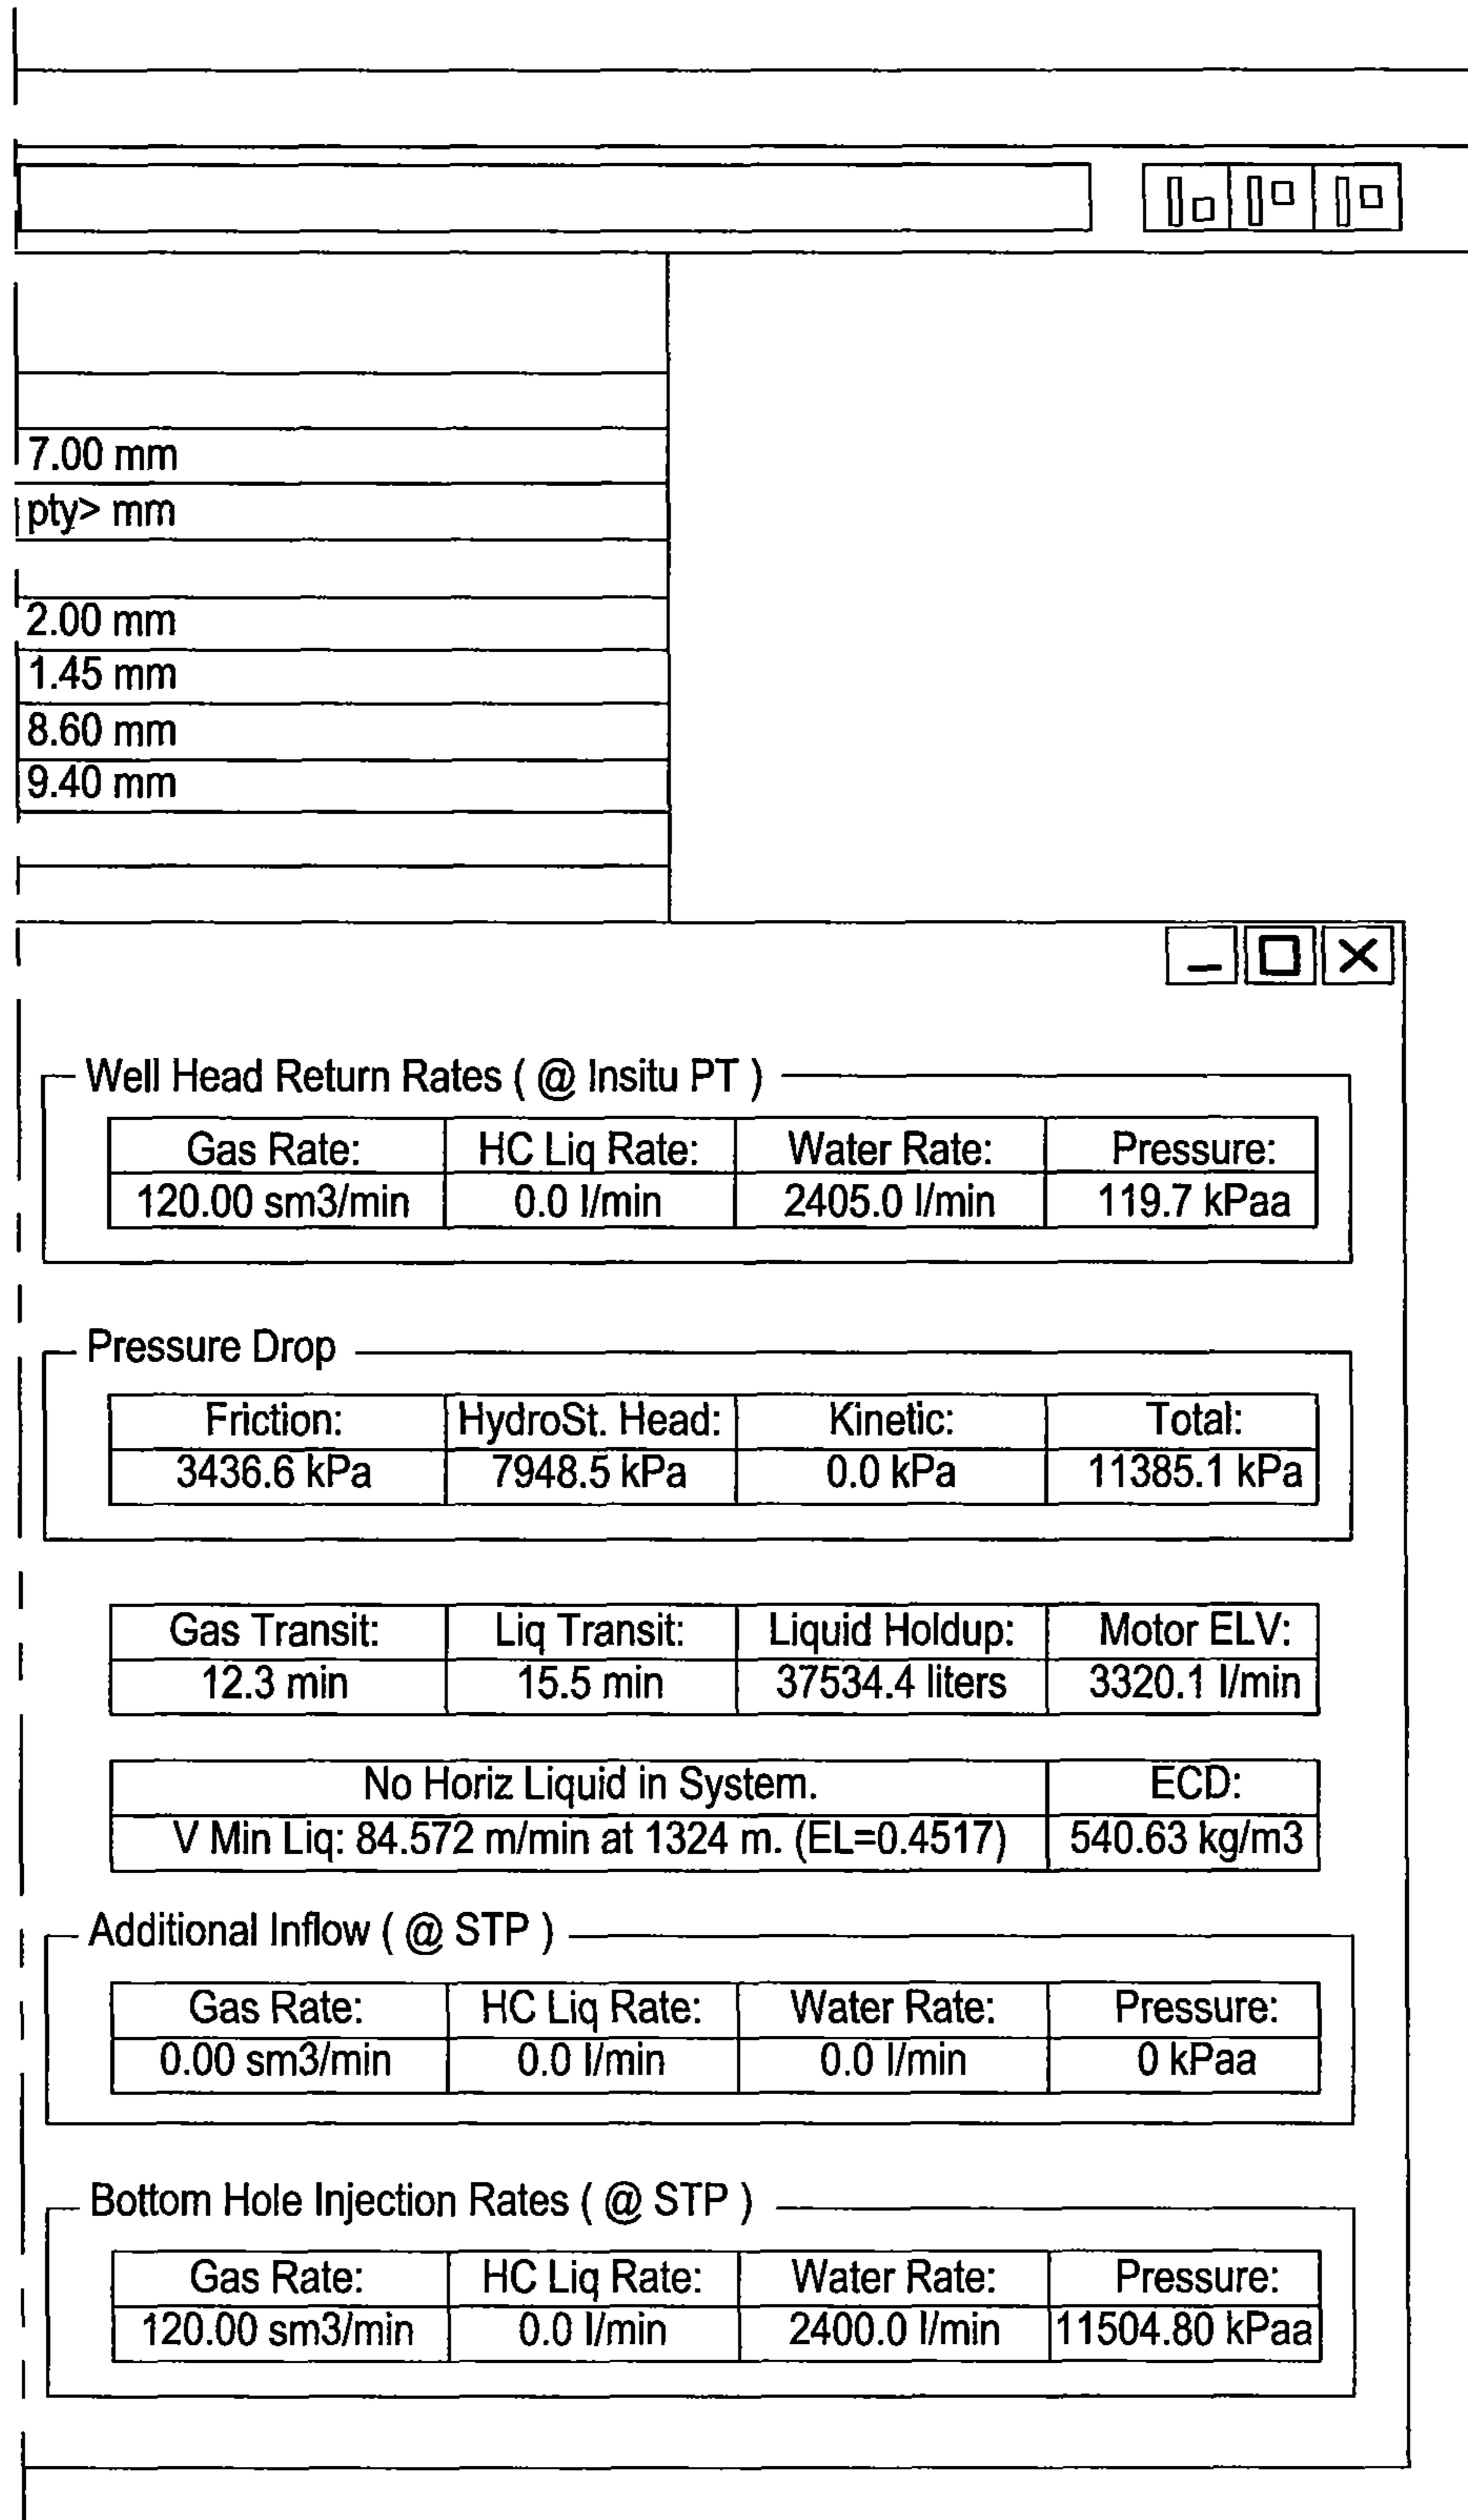 7.00 mm
pty> mm
2.00 mm
1.45 mm
8.60 mm
9.40 mm
Well Head Return Rates ( @ Insitu PT )
Gas Rate: HC Liq Rate: Water Rate: Pressure:
120.00 sm3/min 0.0 l/min 2405.0 l/min 119.7 kPaa
Pressure Drop
Friction: HydroSt. Head: Kinetic: Total:
3436.6 kPa 7948.5 kPa 0.0 kPa 11385.1 kPa
Gas Transit: Liq Transit: Liquid Holdup: Motor ELV:
12.3 min 15.5 min 37534.4 liters 3320.1 l/min
No Horiz Liquid in System. ECD:
V Min Liq: 84.572 m/min at 1324 m. (EL=0.4517) 540.63 kg/m3
Additional Inflow ( @ STP )
Gas Rate: HC Liq Rate: Water Rate: Pressure:
0.00 sm3/min 0.0 l/min 0.0 l/min 0 kPaa
Bottom Hole Injection Rates ( @ STP )
Gas Rate: HC Liq Rate: Water Rate: Pressure:
120.00 sm3/min 0.0 l/min 2400.0 l/min 11504.80 kPaa